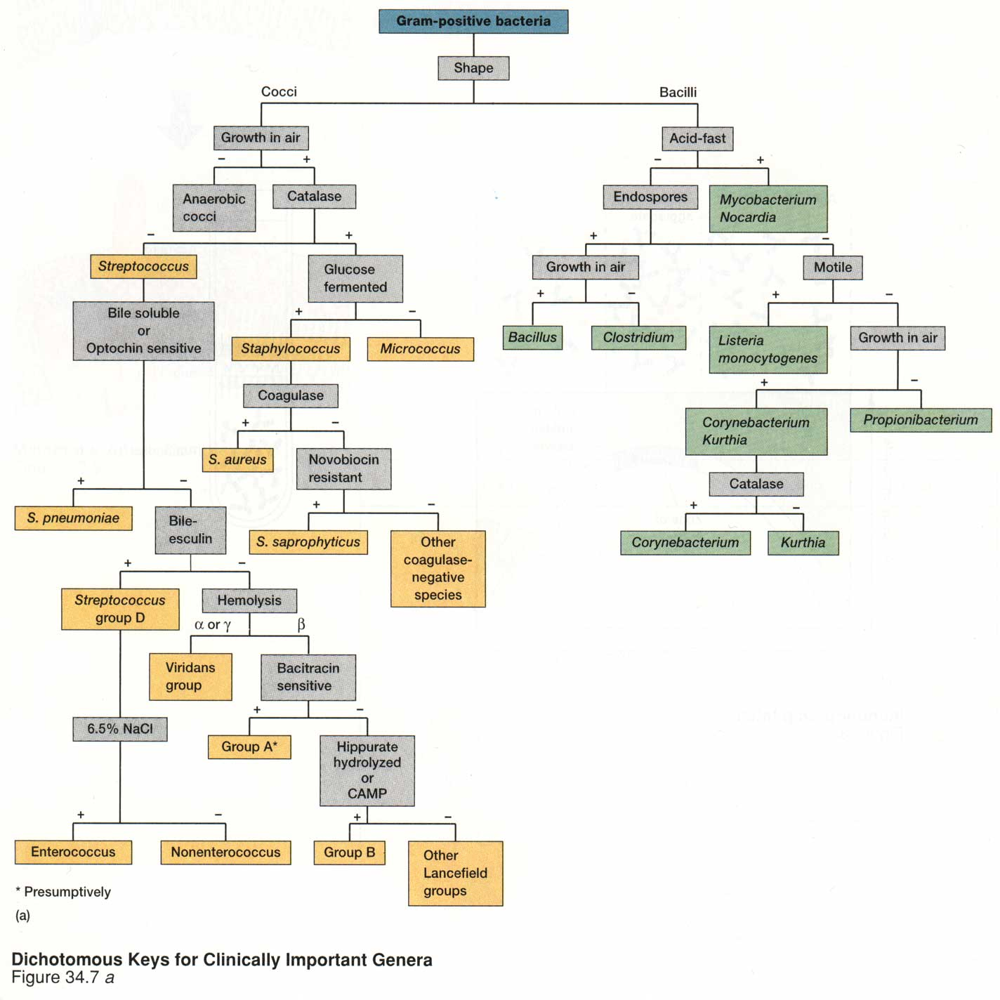 Gram-positive bacteria
Shape
Cocci
Bacilli
Growth in air
Acid-fast
−
+
−
+
Anaerobic
cocci
Catalase
Endospores
Mycobacterium
Nocardia
−
+
+
−
Streptococcus
Glucose
fermented
Growth in air
Motile
+
−
+
−
+
−
Bile soluble
or
Optochin sensitive
Staphylococcus
Micrococcus
Bacillus
Clostridium
Listeria
monocytogenes
Growth in air
+
−
Coagulase
+
−
Corynebacterium
Kurthia
Propionibacterium
S. aureus
Novobiocin
resistant
Catalase
+
−
+
−
+
−
S. pneumoniae
Bile-
esculin
S. saprophyticus
Other
coagulase-
negative
species
Corynebacterium
Kurthia
+
−
Streptococcus
group D
Hemolysis
α or γ
β
Viridans
group
Bacitracin
sensitive
+
−
6.5% NaCl
Group A*
Hippurate
hydrolyzed
or
CAMP
+
−
+
−
Enterococcus
Nonenterococcus
Group B
Other
Lancefield
groups
* Presumptively
(a)
Dichotomous Keys for Clinically Important Genera
Figure 34.7 a